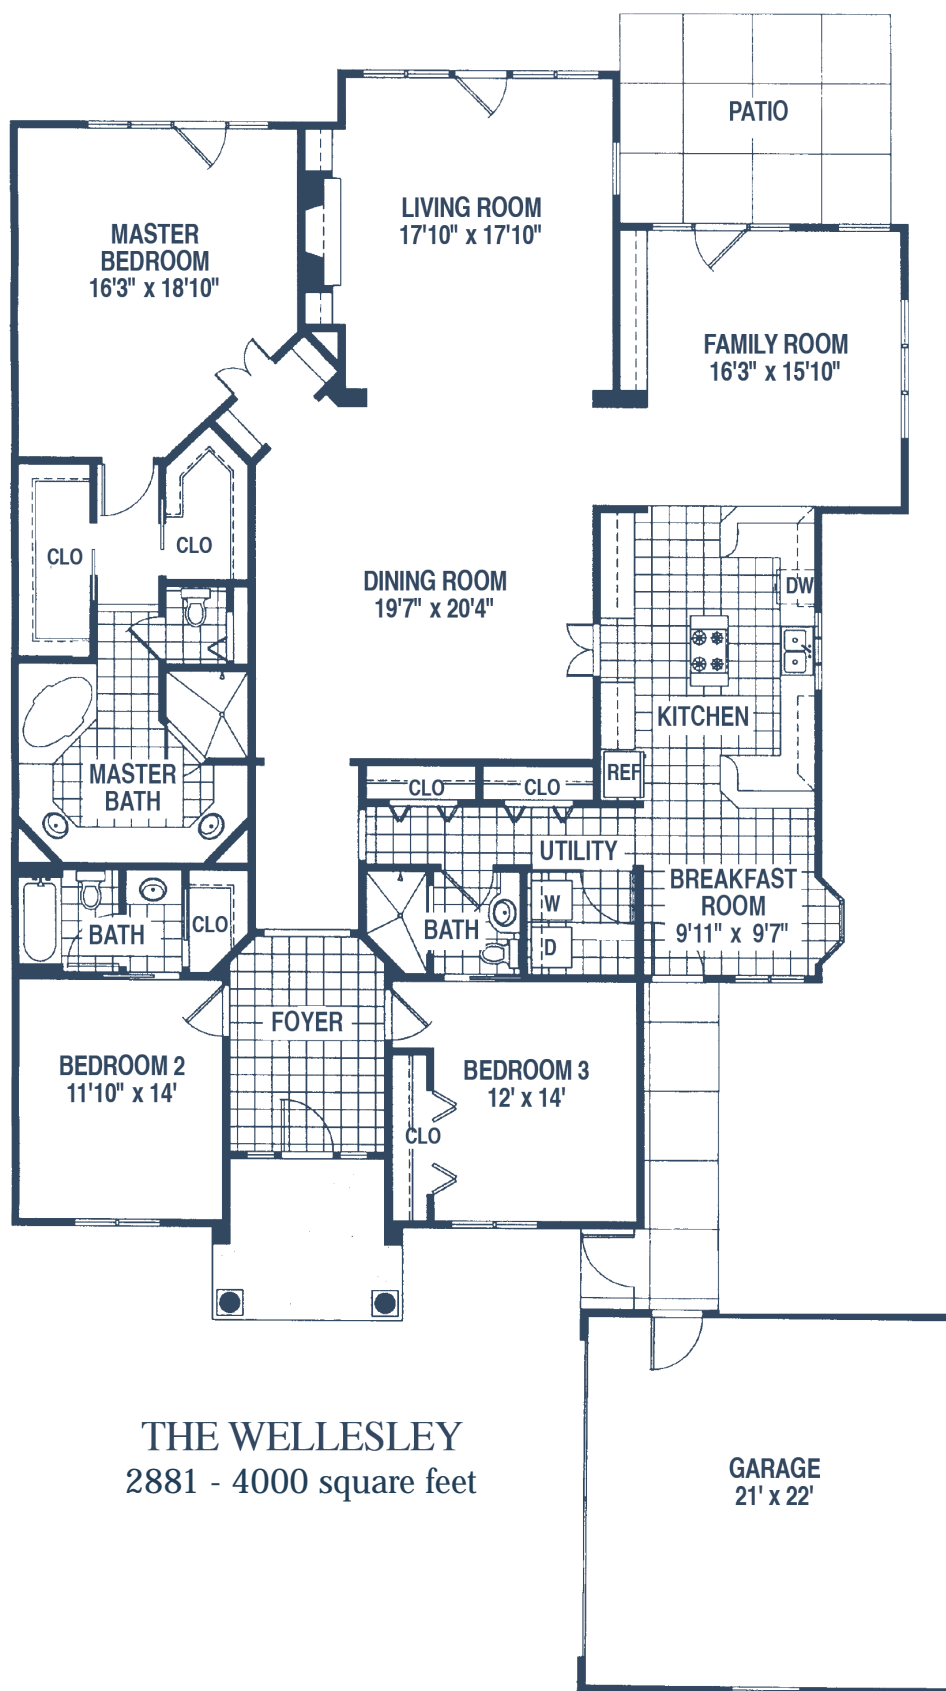 PATIO
LIVING ROOM
17'10" x 17'10"
MASTER
BEDROOM
16'3" x 18'10"
FAMILY ROOM
16'3" x 15'10"
CLO
CLO
DINING ROOM
19'7" x 20'4"
DW
KITCHEN
MASTER
BATH
CLO
CLO
REF
UTILITY
BREAKFAST
ROOM
9'11" x 9'7"
W
D
BATH
CLO
BATH
FOYER
BEDROOM 2
11'10" x 14'
BEDROOM 3
12' x 14'
CLO
THE WELLESLEY
2881 - 4000 square feet
GARAGE
21' x 22'